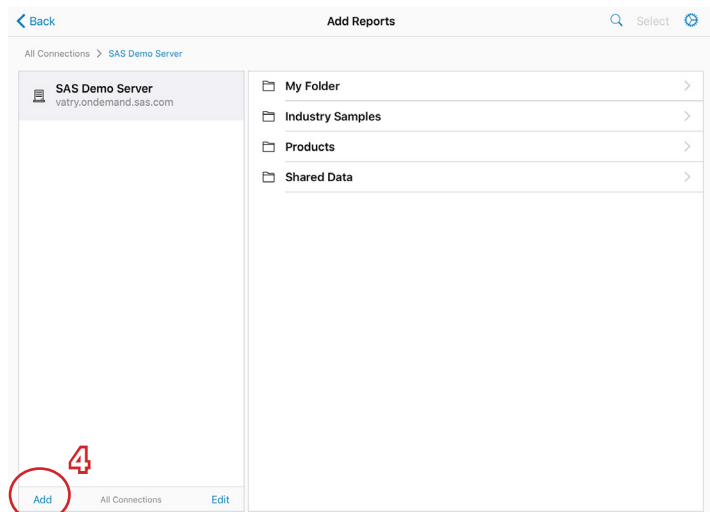 Back
Add Reports
Select
All Connections > SAS Demo Server
SAS Demo Server
vatry.ondemand.sas.com
My Folder
Industry Samples
Products
Shared Data
4
Add
All Connections
Edit